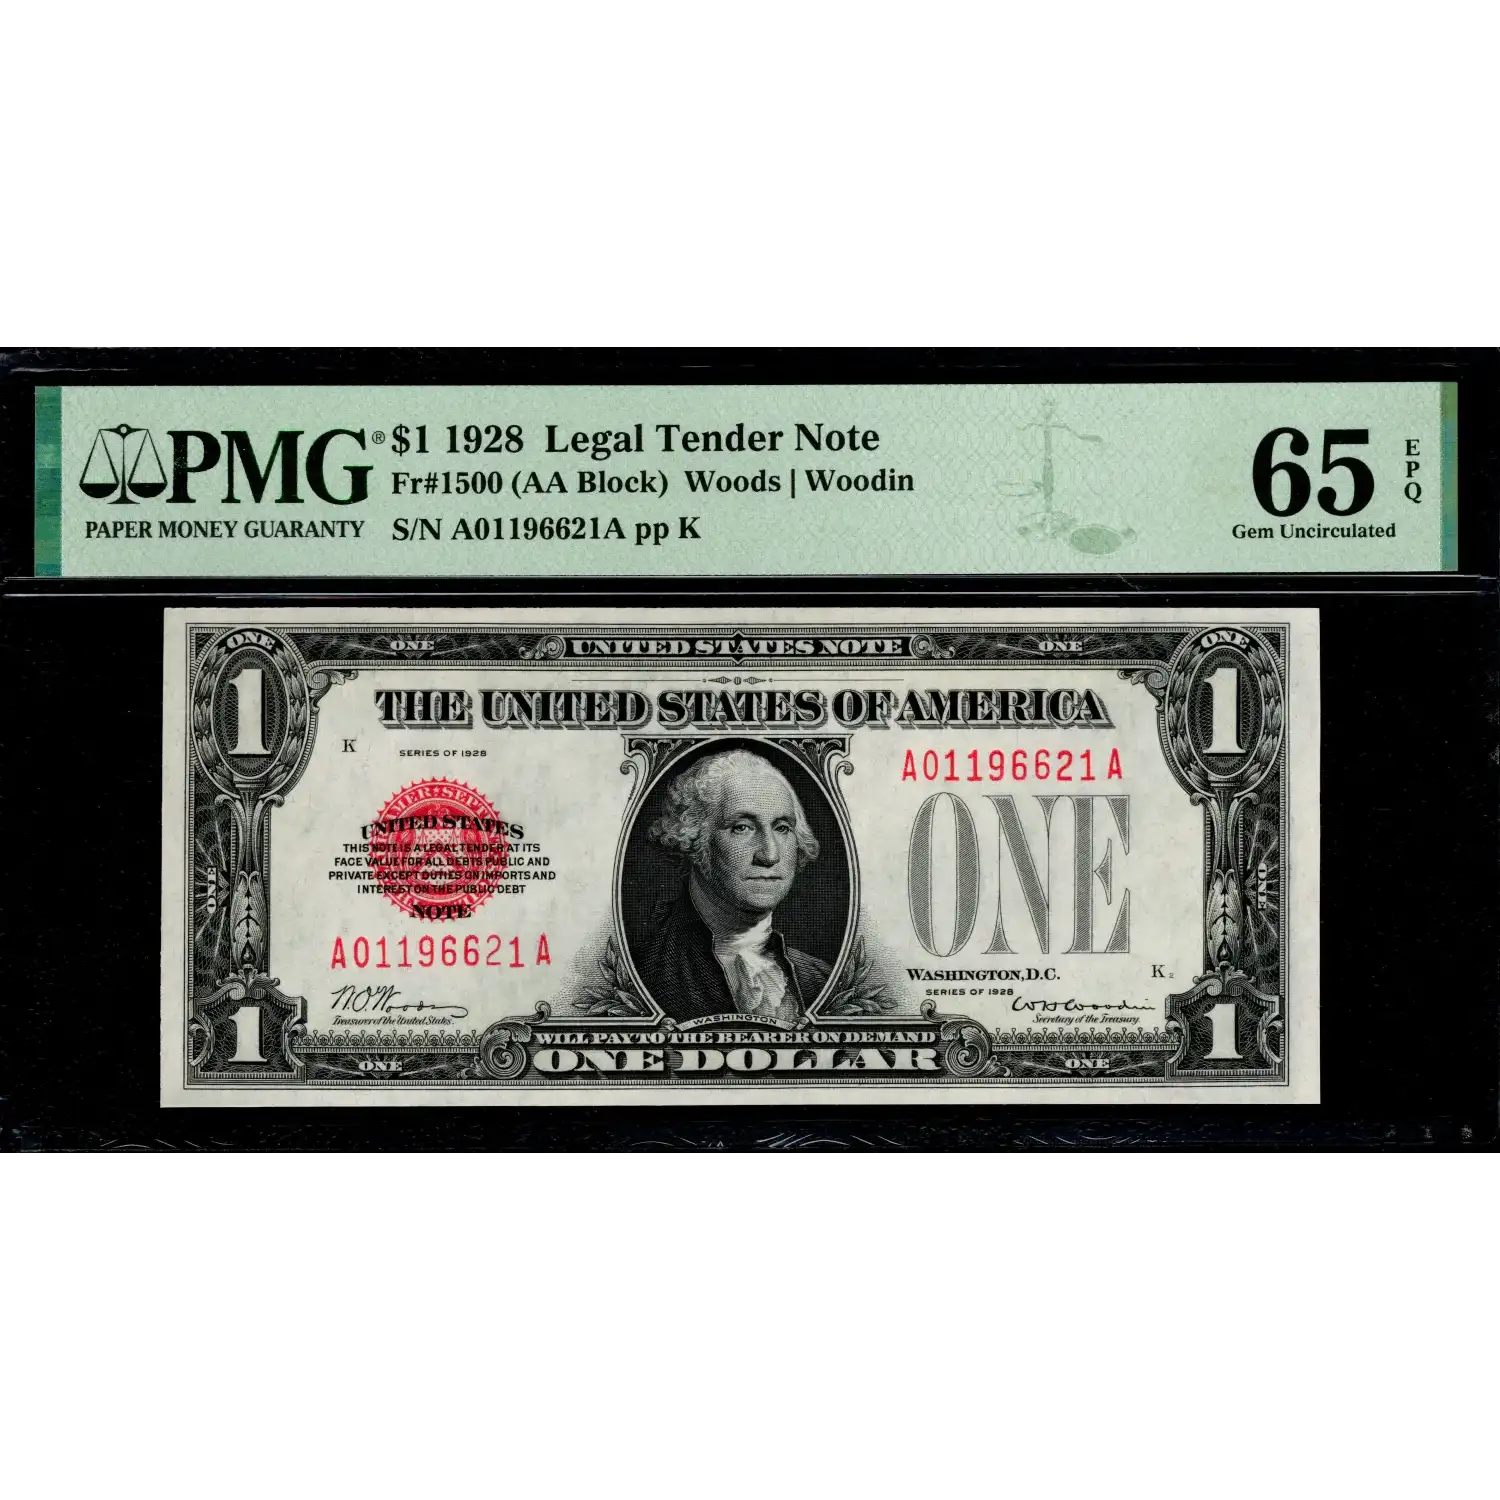 PMG®
PAPER MONEY GUARANTY
$1 1928 Legal Tender Note
Fr#1500 (AA Block) Woods | Woodin
S/N A01196621A pp K
65 EPQ
Gem Uncirculated
ONE ONE UNITED STATES NOTE ONE ONE
1 THE UNITED STATES OF AMERICA 1
K SERIES OF 1928
A01196621A
UNITED STATES
THIS NOTE IS A LEGAL TENDER AT ITS
FACE VALUE FOR ALL DEBTS PUBLIC AND
PRIVATE EXCEPT DUTIES ON IMPORTS AND
INTEREST ON THE PUBLIC DEBT
NOTE
ONE
ONE
ONE
A01196621A
WASHINGTON, D.C. K2
SERIES OF 1928
W.O. Woods
Treasurer of the United States.
W H Woodin
Secretary of the Treasury.
WASHINGTON
1 WILL PAY TO THE BEARER ON DEMAND 1
ONE ONE DOLLAR ONE